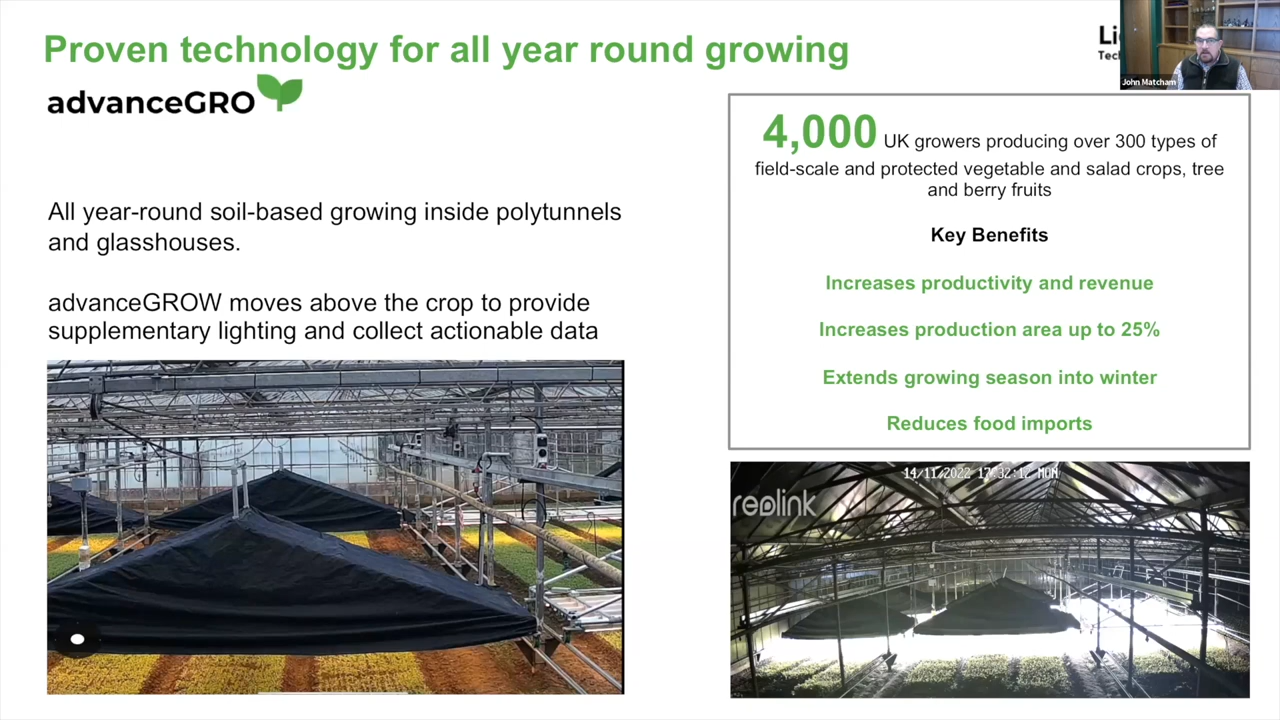 Proven technology for all year round growing
advanceGRO
John Matcham
All year-round soil-based growing inside polytunnels
and glasshouses.
advanceGROW moves above the crop to provide
supplementary lighting and collect actionable data
4,000 UK growers producing over 300 types of
field-scale and protected vegetable and salad crops, tree
and berry fruits
Key Benefits
Increases productivity and revenue
Increases production area up to 25%
Extends growing season into winter
Reduces food imports
14/11/2022 17:32:12 MON
reolink